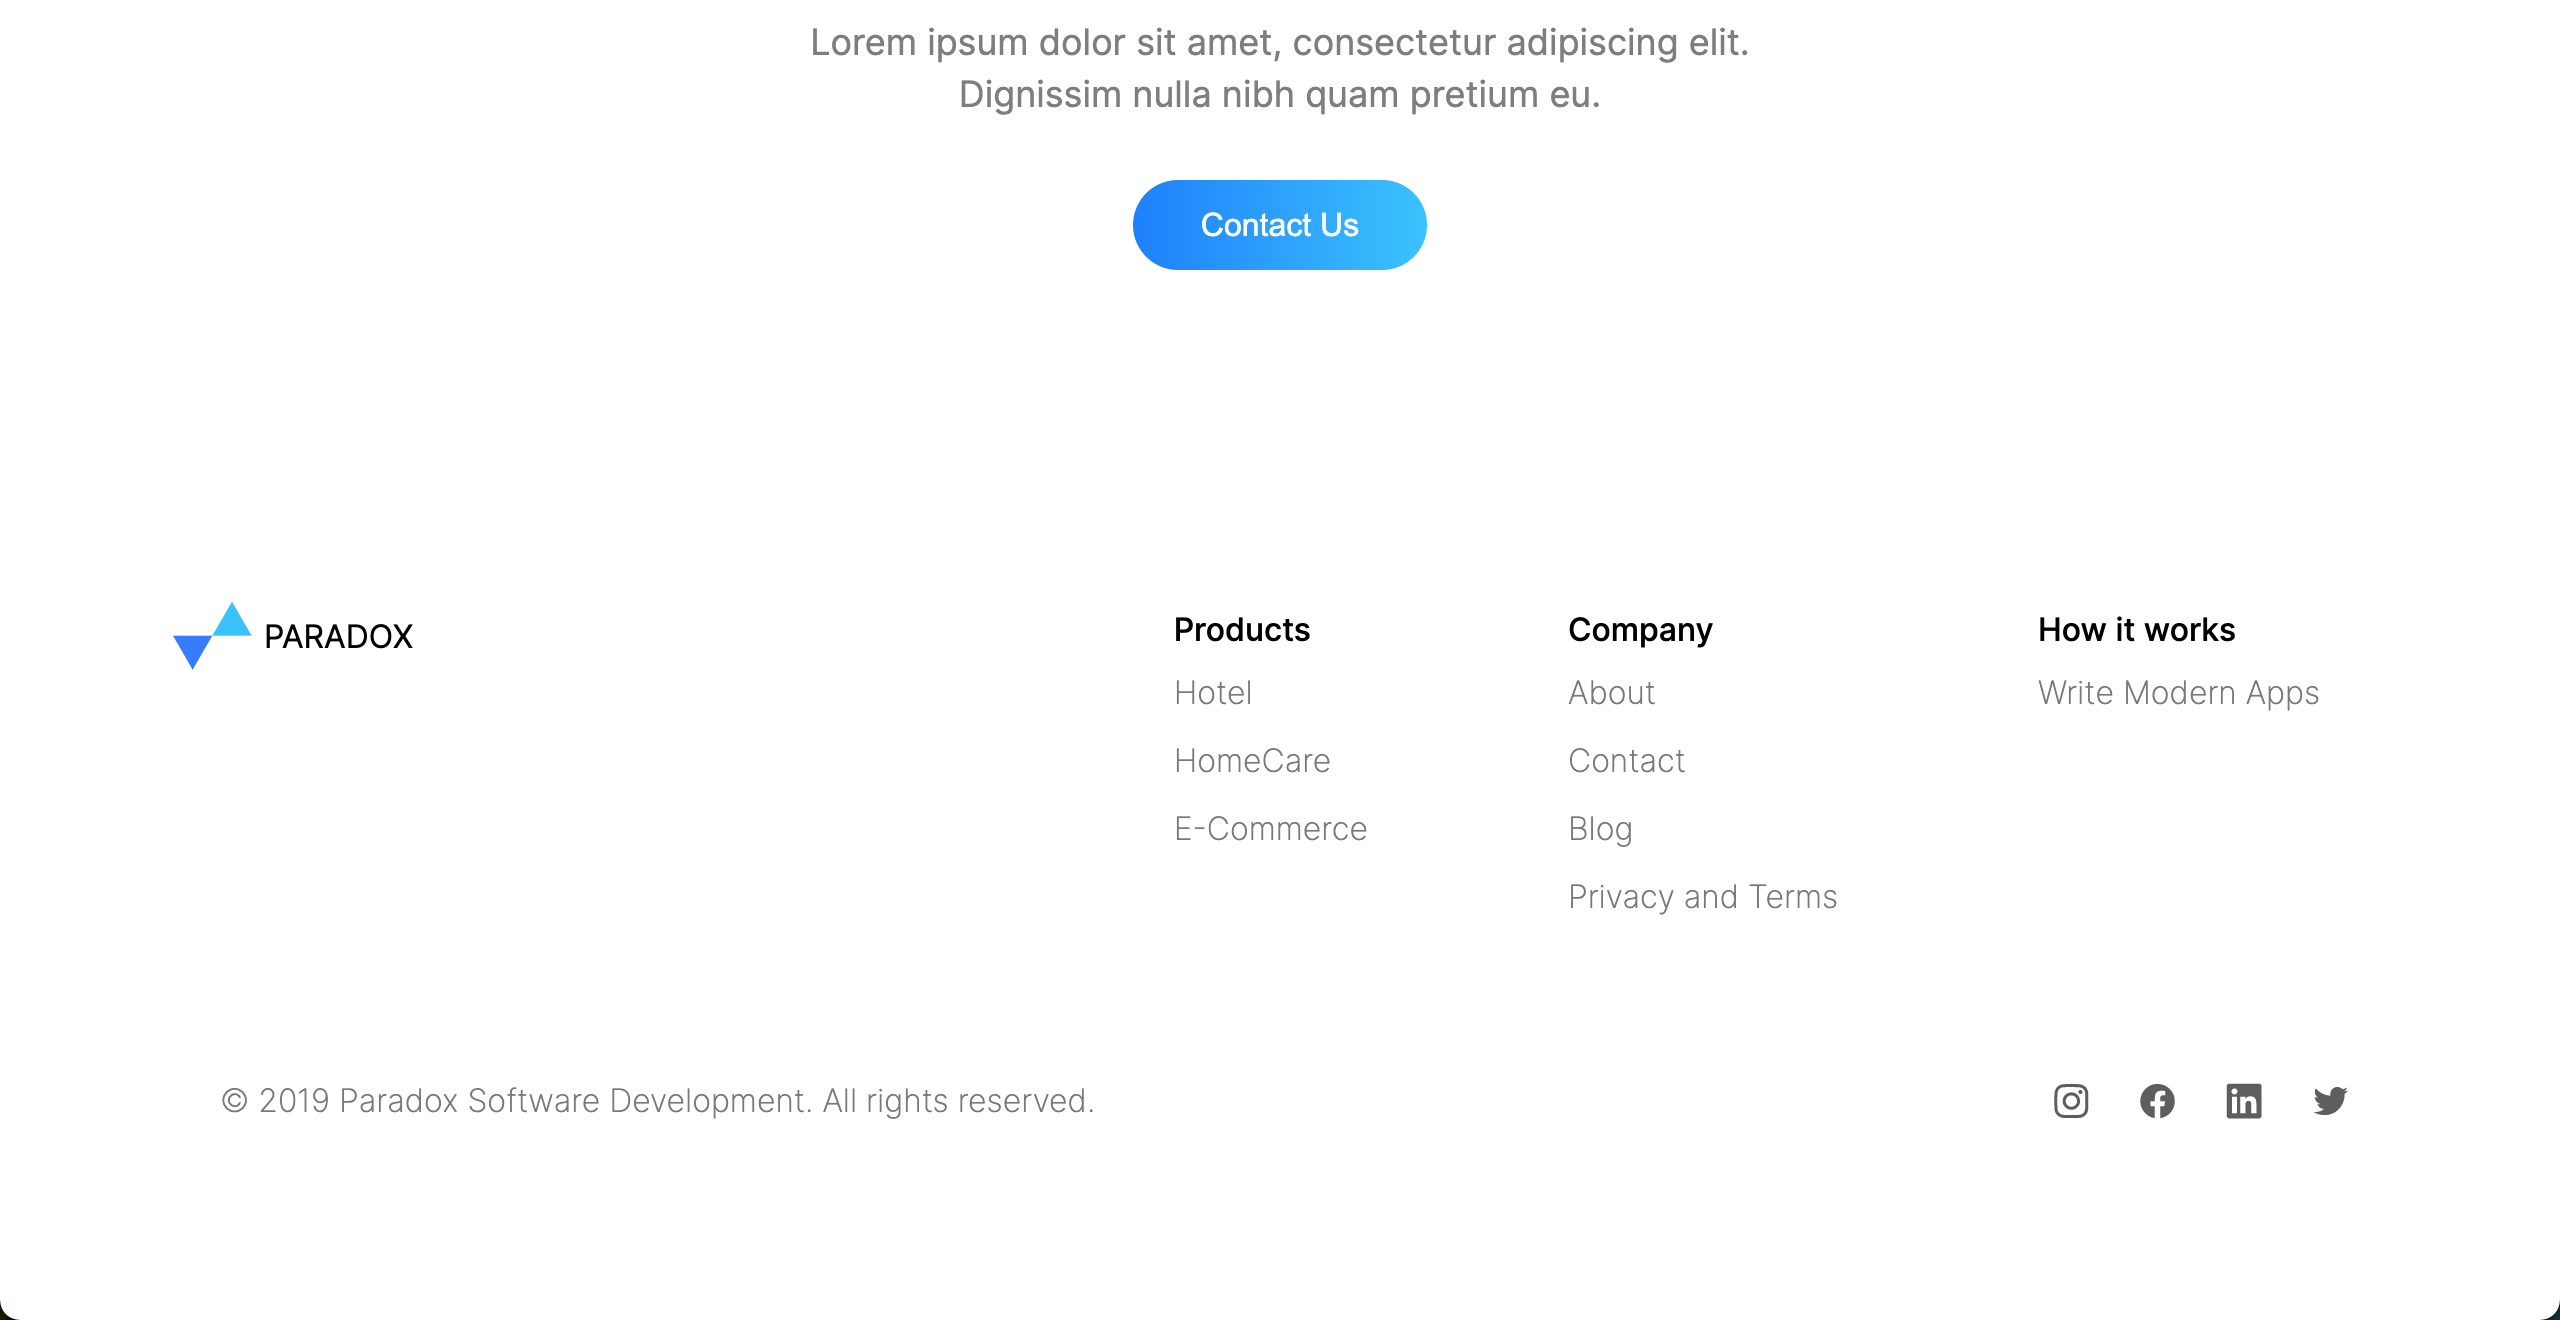 Lorem ipsum dolor sit amet, consectetur adipiscing elit.
Dignissim nulla nibh quam pretium eu.
Contact Us
PARADOX
Products
Hotel
HomeCare
E-Commerce
Company
About
Contact
Blog
Privacy and Terms
How it works
Write Modern Apps
© 2019 Paradox Software Development. All rights reserved.